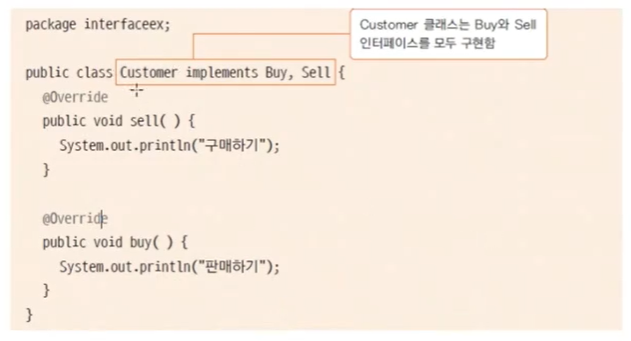 package interfaceex;
Customer 클래스는 Buy와 Sell
인터페이스를 모두 구현함
public class Customer implements Buy, Sell {
@Override
public void sell( ) {
System.out.println("구매하기");
}
@Override
public void buy( ) {
System.out.println("판매하기");
}
}